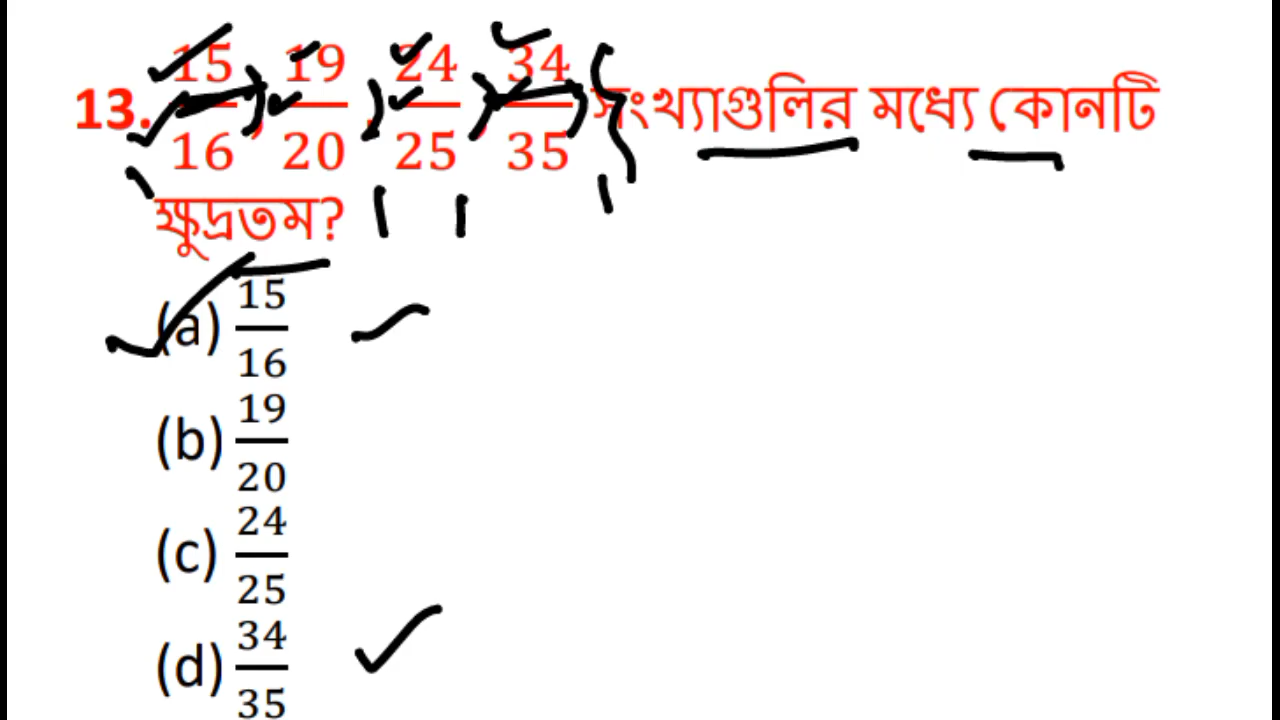 13. 15/16, 19/20, 24/25, 34/35 সংখ্যাগুলির মধ্যে কোনটি
ক্ষুদ্রতম?
(a) 15/16
(b) 19/20
(c) 24/25
(d) 34/35